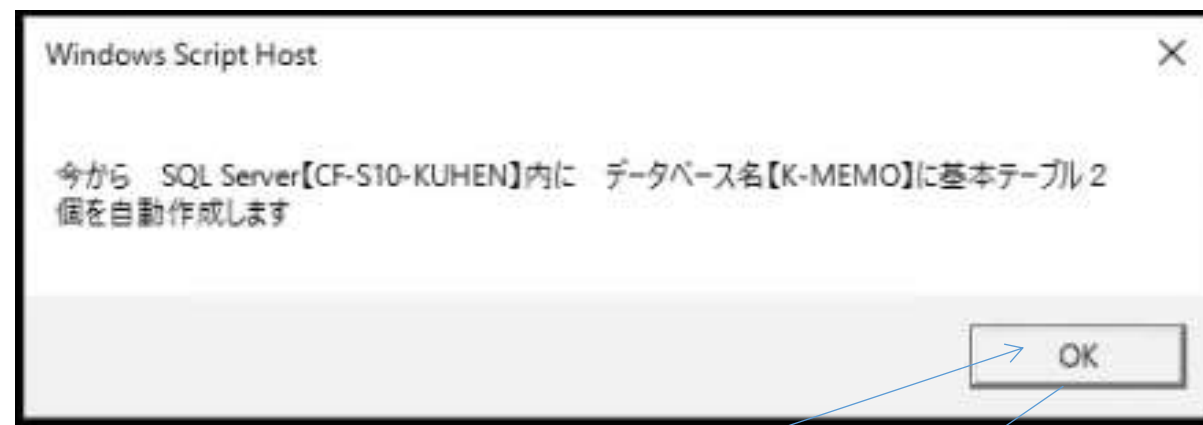 Windows Script Host
今から　SQL Server【CF-S10-KUHEN】内に　データベース名【K-MEMO】に基本テーブル２
個を自動作成します
OK